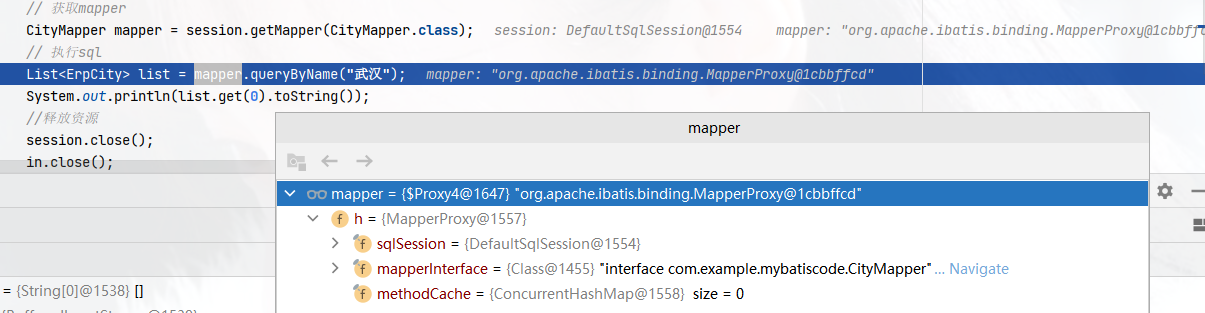 // 获取mapper
CityMapper mapper = session.getMapper(CityMapper.class); session: DefaultSqlSession@1554 mapper: "org.apache.ibatis.binding.MapperProxy@1cbbffcd
// 执行sql
List<ErpCity> list = mapper.queryByName("武汉"); mapper: "org.apache.ibatis.binding.MapperProxy@1cbbffcd"
System.out.println(list.get(0).toString());
//释放资源
session.close();
in.close();
mapper
mapper = {$Proxy4@1647} "org.apache.ibatis.binding.MapperProxy@1cbbffcd"
f h = {MapperProxy@1557}
f sqlSession = {DefaultSqlSession@1554}
f mapperInterface = {Class@1455} "interface com.example.mybatiscode.CityMapper" ... Navigate
f methodCache = {ConcurrentHashMap@1558} size = 0
= {String[0]@1538} []